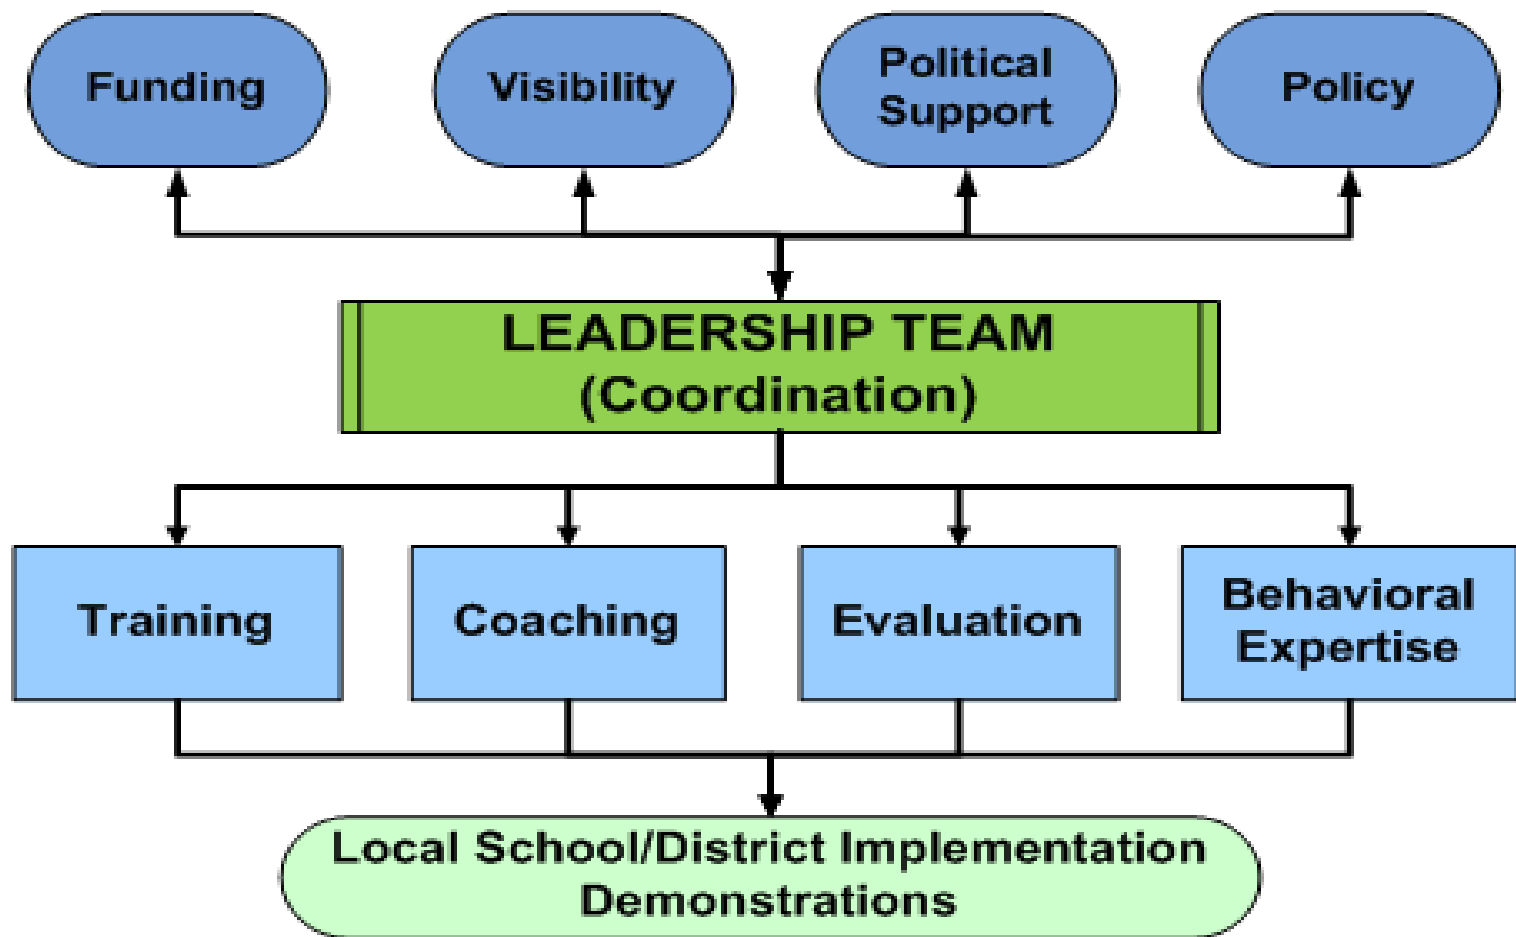 Funding
Visibility
Political
Support
Policy
LEADERSHIP TEAM
(Coordination)
Training
Coaching
Evaluation
Behavioral
Expertise
Local School/District Implementation
Demonstrations